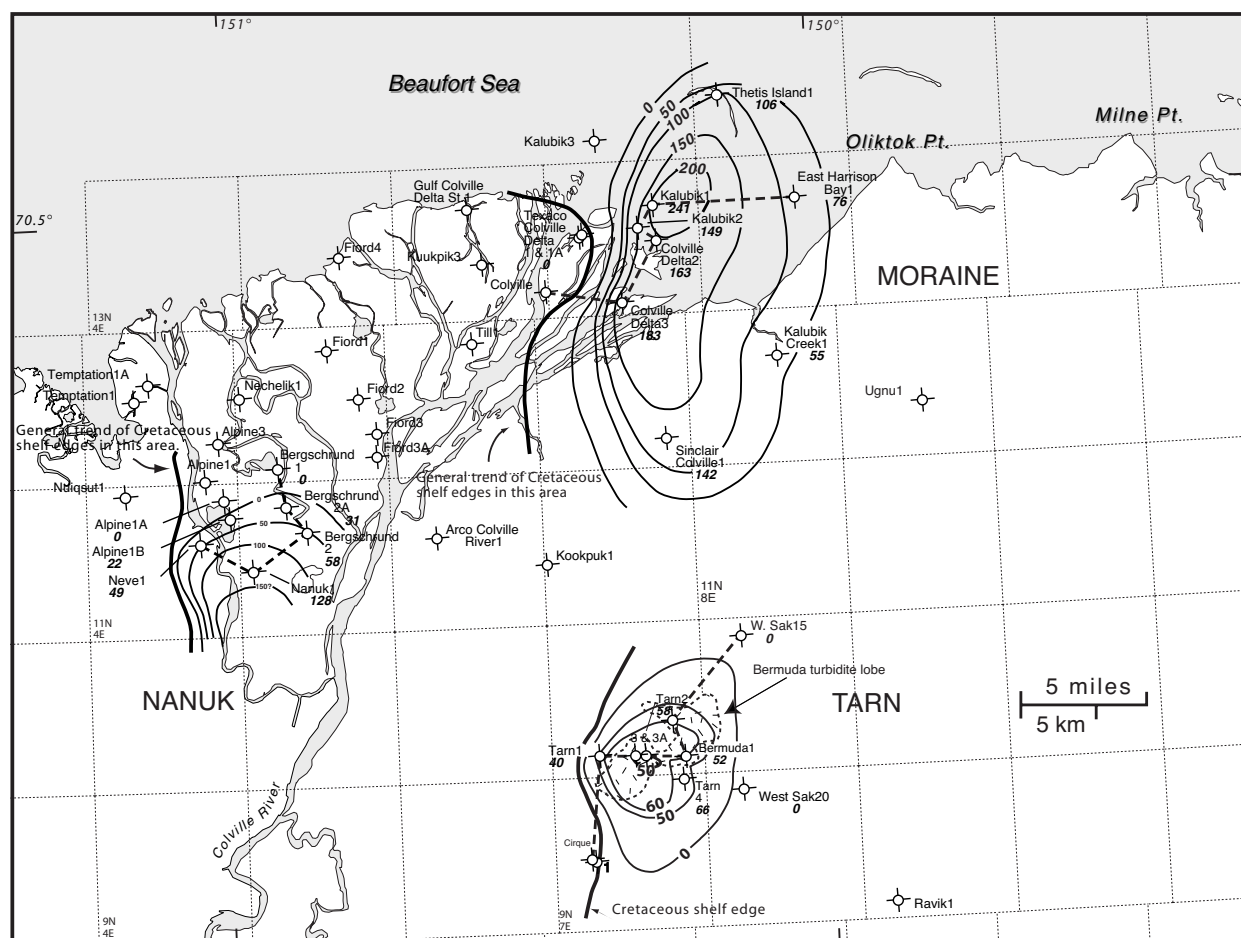 151°
150°
Beaufort Sea
0
50
100
150
200
Thetis Island1
106
Milne Pt.
Oliktok Pt.
Kalubik3
East Harrison
Bay1
76
Gulf Colville
Delta St.1
Kalubik1
241
Kalubik2
149
Texaco
Colville
Delta
1 & 1A
0
70.5°
Fiord4
Kuukpik3
Colville
Delta2
163
MORAINE
Colville
Colville
Delta3
183
13N
4E
Kalubik
Creek1
55
Till1
Fiord1
Temptation1A
Nechelik1
Fiord2
Ugnu1
Temptation1
General trend of Cretaceous
shelf edges in this area.
Alpine3
Fiord3
Fiord3A
Bergschrund
1
0
Sinclair
Colville1
142
Alpine1
General trend of Cretaceous
shelf edges in this area
Nuiqsut1
Bergschrund
2A
31
0
50
100
150?
Alpine1A
0
Alpine1B
22
Neve1
49
Bergschrund
2
58
Arco Colville
River1
Kookpuk1
Nanuk1
128
11N
8E
11N
4E
W. Sak15
0
Bermuda turbidite lobe
NANUK
TARN
5 miles
5 km
Tarn2
58
3 & 3A
Tarn1
40
Bermuda1
52
50
Tarn
4
66
60
50
West Sak20
0
0
Colville River
Cirque
1
Cretaceous shelf edge
Ravik1
9N
4E
9N
7E